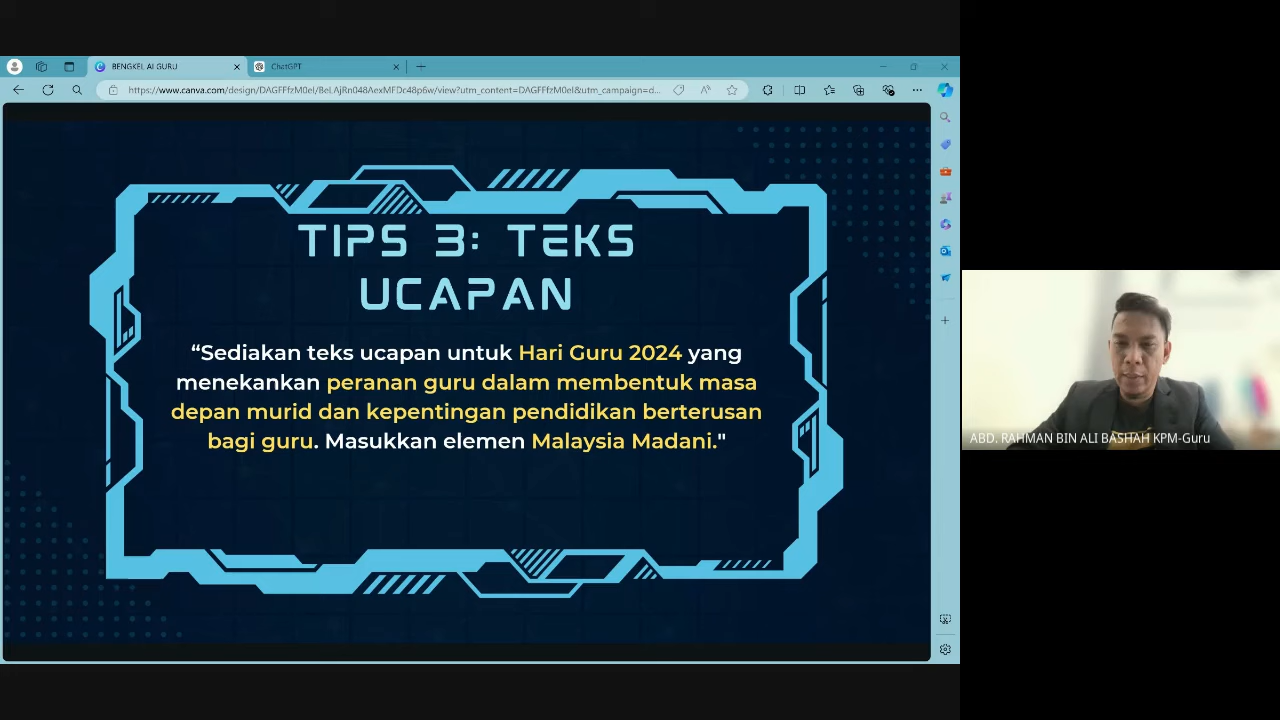 BENGKEL AI GURU
ChatGPT
https://www.canva.com/design/DAGFFfzM0eI/BeLAjRn048AexMFDc48p6w/view?utm_content=DAGFFfzM0eI&utm_campaign=d...
TIPS 3: TEKS
UCAPAN
“Sediakan teks ucapan untuk Hari Guru 2024 yang
menekankan peranan guru dalam membentuk masa
depan murid dan kepentingan pendidikan berterusan
bagi guru. Masukkan elemen Malaysia Madani."
ABD. RAHMAN BIN ALI BASHAH KPM-Guru